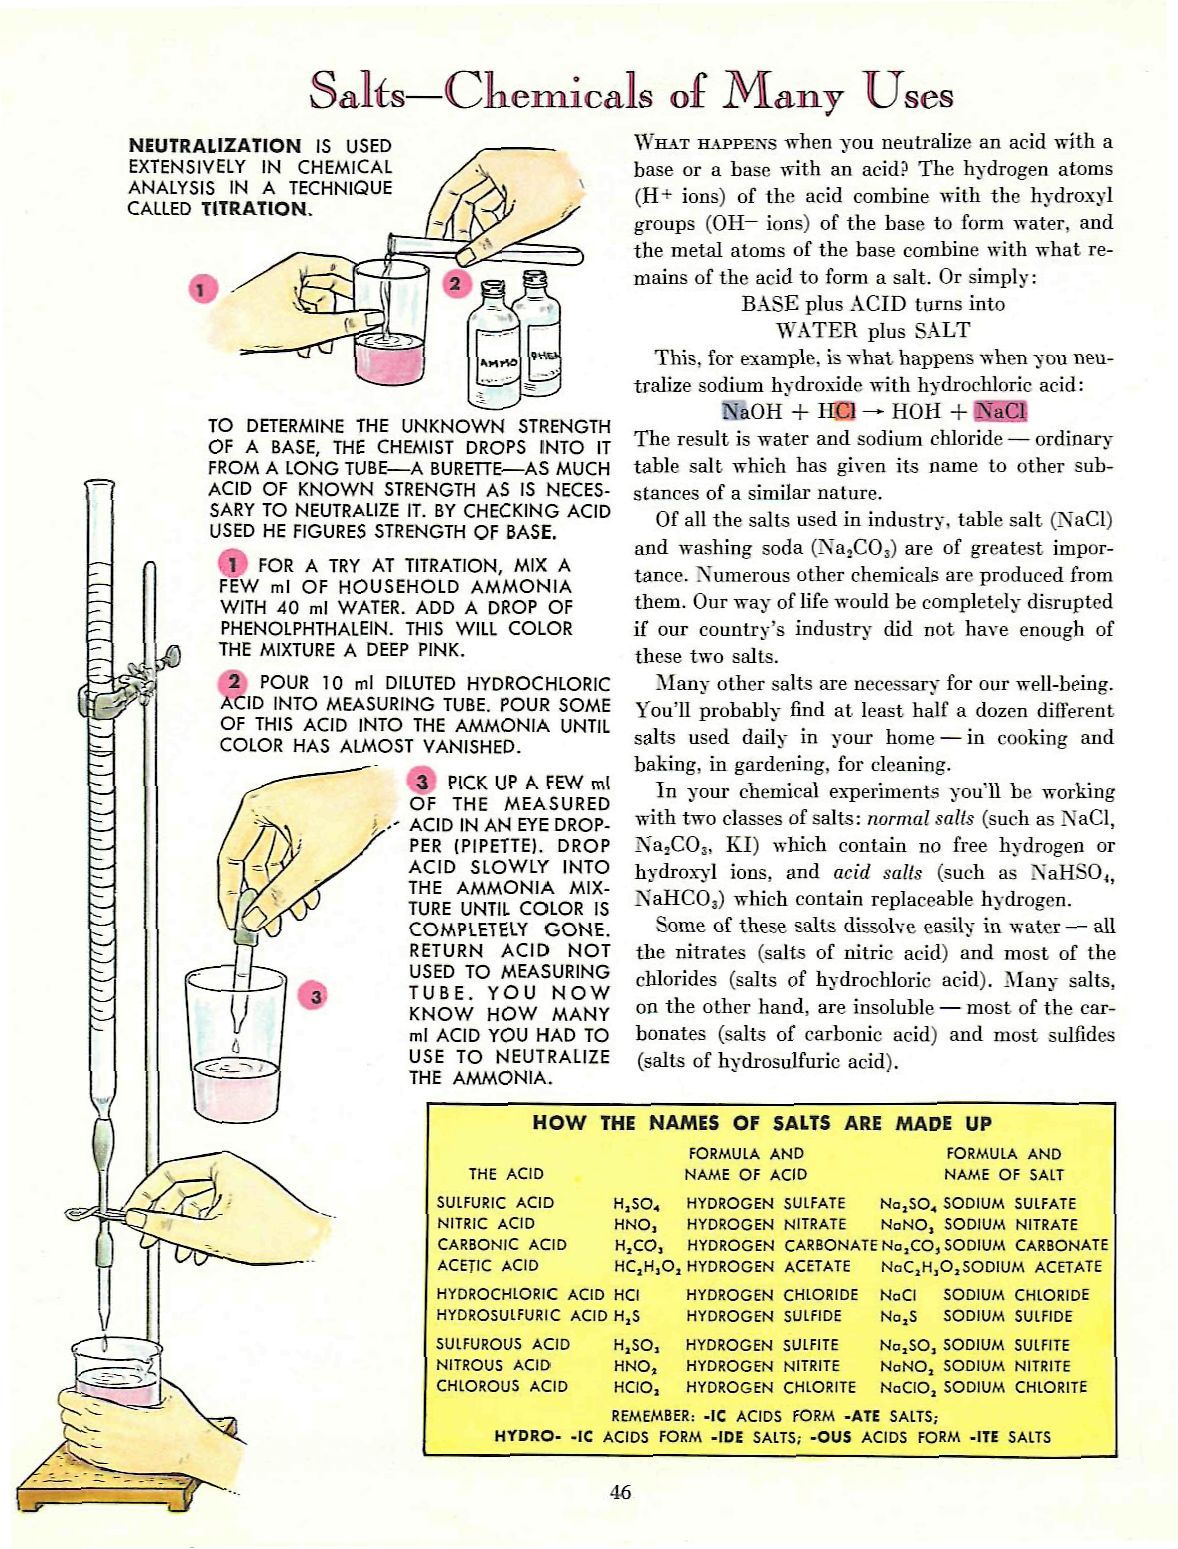 Salts—Chemicals of Many Uses
NEUTRALIZATION IS USED
EXTENSIVELY IN CHEMICAL
ANALYSIS IN A TECHNIQUE
CALLED TITRATION.
1
2
AMMO
PHEN
TO DETERMINE THE UNKNOWN STRENGTH
OF A BASE, THE CHEMIST DROPS INTO IT
FROM A LONG TUBE—A BURETTE—AS MUCH
ACID OF KNOWN STRENGTH AS IS NECES-
SARY TO NEUTRALIZE IT. BY CHECKING ACID
USED HE FIGURES STRENGTH OF BASE.
1 FOR A TRY AT TITRATION, MIX A
FEW ml OF HOUSEHOLD AMMONIA
WITH 40 ml WATER. ADD A DROP OF
PHENOLPHTHALEIN. THIS WILL COLOR
THE MIXTURE A DEEP PINK.
2 POUR 10 ml DILUTED HYDROCHLORIC
ACID INTO MEASURING TUBE. POUR SOME
OF THIS ACID INTO THE AMMONIA UNTIL
COLOR HAS ALMOST VANISHED.
3 PICK UP A FEW ml
OF THE MEASURED
ACID IN AN EYE DROP-
PER (PIPETTE). DROP
ACID SLOWLY INTO
THE AMMONIA MIX-
TURE UNTIL COLOR IS
COMPLETELY GONE.
RETURN ACID NOT
USED TO MEASURING
TUBE. YOU NOW
KNOW HOW MANY
ml ACID YOU HAD TO
USE TO NEUTRALIZE
THE AMMONIA.
3
WHAT HAPPENS when you neutralize an acid with a
base or a base with an acid? The hydrogen atoms
(H+ ions) of the acid combine with the hydroxyl
groups (OH− ions) of the base to form water, and
the metal atoms of the base combine with what re-
mains of the acid to form a salt. Or simply:
BASE plus ACID turns into
WATER plus SALT
This, for example, is what happens when you neu-
tralize sodium hydroxide with hydrochloric acid:
NaOH + HCl → HOH + NaCl
The result is water and sodium chloride — ordinary
table salt which has given its name to other sub-
stances of a similar nature.
Of all the salts used in industry, table salt (NaCl)
and washing soda (Na₂CO₃) are of greatest impor-
tance. Numerous other chemicals are produced from
them. Our way of life would be completely disrupted
if our country's industry did not have enough of
these two salts.
Many other salts are necessary for our well-being.
You'll probably find at least half a dozen different
salts used daily in your home — in cooking and
baking, in gardening, for cleaning.
In your chemical experiments you'll be working
with two classes of salts: normal salts (such as NaCl,
Na₂CO₃, KI) which contain no free hydrogen or
hydroxyl ions, and acid salts (such as NaHSO₄,
NaHCO₃) which contain replaceable hydrogen.
Some of these salts dissolve easily in water — all
the nitrates (salts of nitric acid) and most of the
chlorides (salts of hydrochloric acid). Many salts,
on the other hand, are insoluble — most of the car-
bonates (salts of carbonic acid) and most sulfides
(salts of hydrosulfuric acid).
HOW THE NAMES OF SALTS ARE MADE UP
THE ACID FORMULA AND NAME OF ACID FORMULA AND NAME OF SALT
SULFURIC ACID H₂SO₄ HYDROGEN SULFATE Na₂SO₄ SODIUM SULFATE
NITRIC ACID HNO₃ HYDROGEN NITRATE NaNO₃ SODIUM NITRATE
CARBONIC ACID H₂CO₃ HYDROGEN CARBONATE Na₂CO₃ SODIUM CARBONATE
ACETIC ACID HC₂H₃O₂ HYDROGEN ACETATE NaC₂H₃O₂ SODIUM ACETATE
HYDROCHLORIC ACID HCl HYDROGEN CHLORIDE NaCl SODIUM CHLORIDE
HYDROSULFURIC ACID H₂S HYDROGEN SULFIDE Na₂S SODIUM SULFIDE
SULFUROUS ACID H₂SO₃ HYDROGEN SULFITE Na₂SO₃ SODIUM SULFITE
NITROUS ACID HNO₂ HYDROGEN NITRITE NaNO₂ SODIUM NITRITE
CHLOROUS ACID HClO₂ HYDROGEN CHLORITE NaClO₂ SODIUM CHLORITE
REMEMBER: -IC ACIDS FORM -ATE SALTS;
HYDRO- -IC ACIDS FORM -IDE SALTS; -OUS ACIDS FORM -ITE SALTS
46